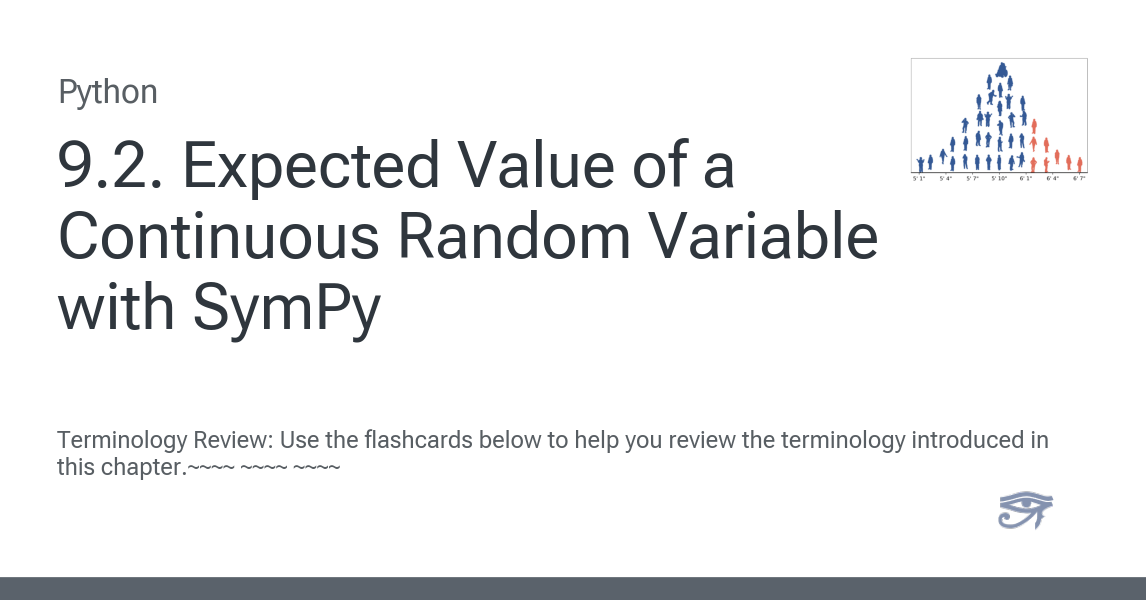 Python
9.2. Expected Value of a
Continuous Random Variable
with SymPy
5' 1" 5' 4" 5' 7" 5' 10" 6' 1" 6' 4" 6' 7"
Terminology Review: Use the flashcards below to help you review the terminology introduced in
this chapter.~~~~ ~~~~ ~~~~